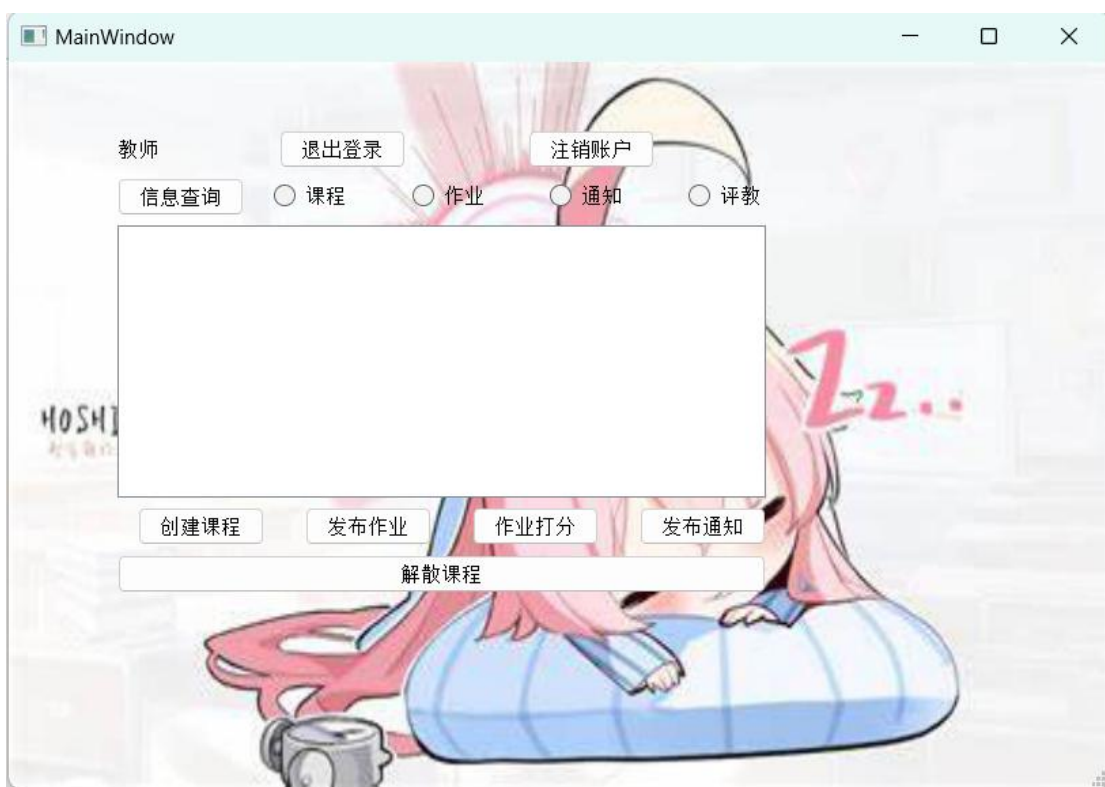 MainWindow
教师 退出登录 注销账户
信息查询 课程 作业 通知 评教
Zz..
HOSHI
创建课程 发布作业 作业打分 发布通知
解散课程